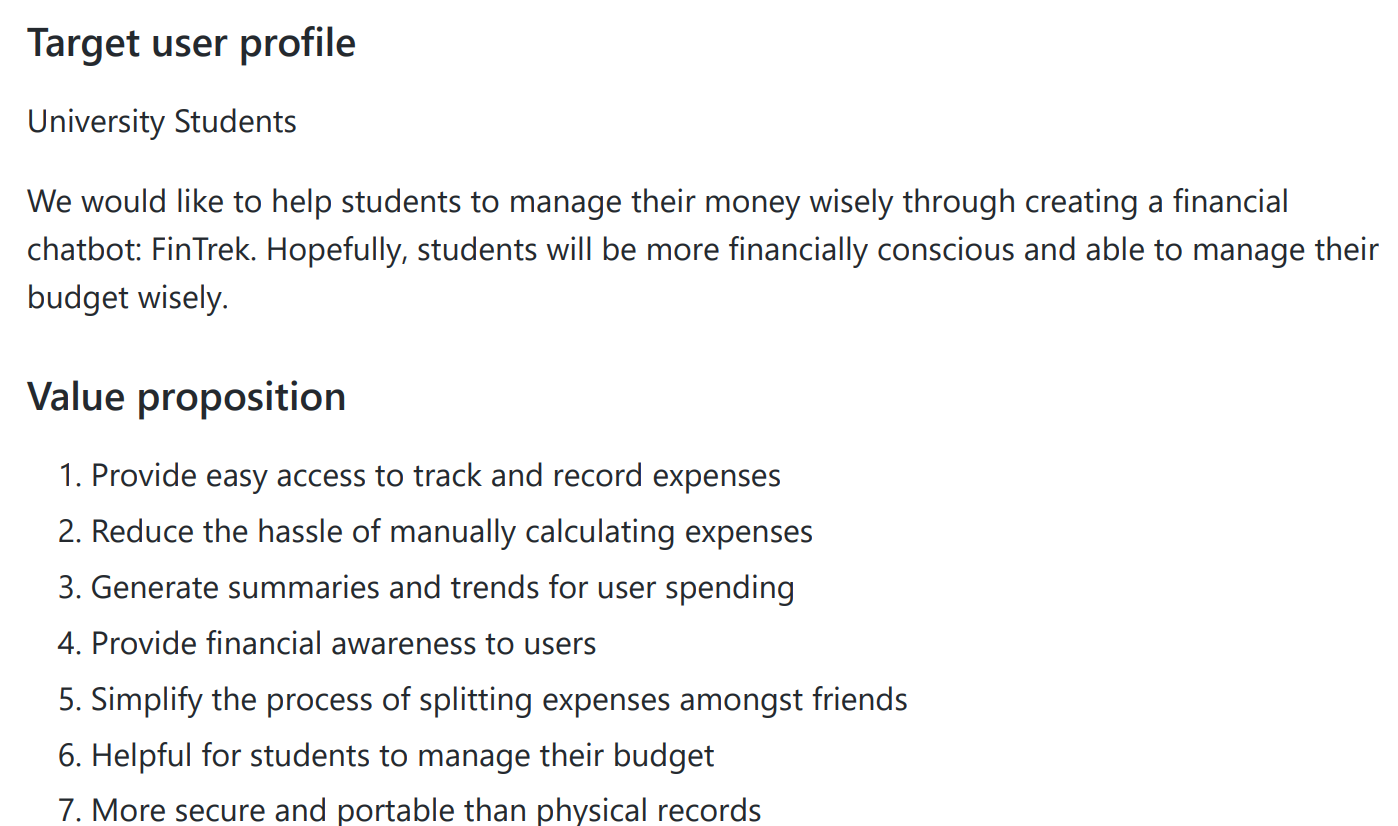 Target user profile
University Students
We would like to help students to manage their money wisely through creating a financial
chatbot: FinTrek. Hopefully, students will be more financially conscious and able to manage their
budget wisely.
Value proposition
1. Provide easy access to track and record expenses
2. Reduce the hassle of manually calculating expenses
3. Generate summaries and trends for user spending
4. Provide financial awareness to users
5. Simplify the process of splitting expenses amongst friends
6. Helpful for students to manage their budget
7. More secure and portable than physical records